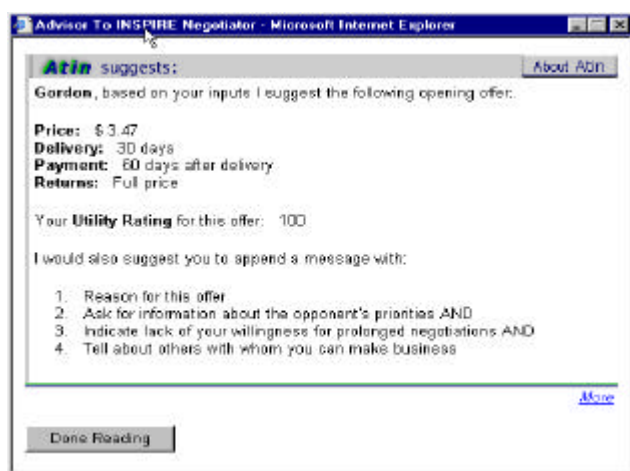 Advisor To INSPIRE Negotiator - Microsoft Internet Explorer
Atin suggests:
About Atin
Gordon, based on your inputs I suggest the following opening offer:
Price: $ 3.47
Delivery: 30 days
Payment: 60 days after delivery
Returns: Full price
Your Utility Rating for this offer: 100
I would also suggest you to append a message with:
1. Reason for this offer
2. Ask for information about the opponent's priorities AND
3. Indicate lack of your willingness for prolonged negotiations AND
4. Tell about others with whom you can make business
More
Done Reading